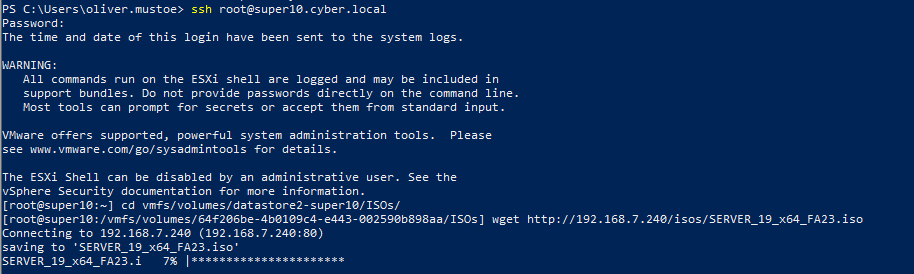 PS C:\Users\oliver.mustoe> ssh root@super10.cyber.local
Password:
The time and date of this login have been sent to the system logs.
WARNING:
All commands run on the ESXi shell are logged and may be included in
support bundles. Do not provide passwords directly on the command line.
Most tools can prompt for secrets or accept them from standard input.
VMware offers supported, powerful system administration tools.  Please
see www.vmware.com/go/sysadmintools for details.
The ESXi Shell can be disabled by an administrative user. See the
vSphere Security documentation for more information.
[root@super10:~] cd vmfs/volumes/datastore2-super10/ISOs/
[root@super10:/vmfs/volumes/64f206be-4b0109c4-e443-002590b898aa/ISOs] wget http://192.168.7.240/isos/SERVER_19_x64_FA23.iso
Connecting to 192.168.7.240 (192.168.7.240:80)
saving to 'SERVER_19_x64_FA23.iso'
SERVER_19_x64_FA23.i   7% |**********************